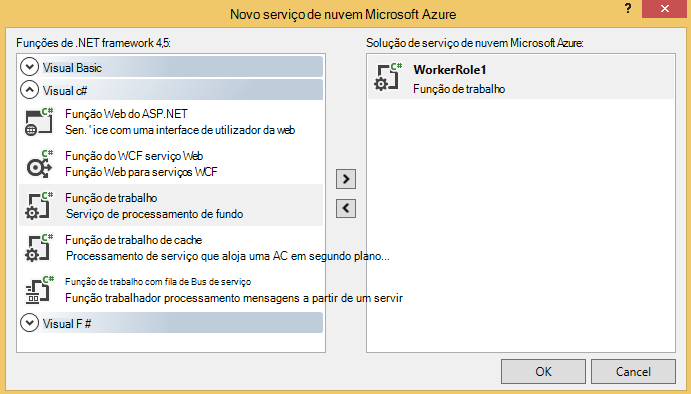 Novo serviço de nuvem Microsoft Azure
?
Funções de .NET framework 4,5:
Visual Basic
Visual c#
C#
Função Web do ASP.NET
Sen. ' ice com uma interface de utilizador da web
C#
Função do WCF serviço Web
Função Web para serviços WCF
C#
Função de trabalho
Serviço de processamento de fundo
C#
Função de trabalho de cache
Processamento de serviço que aloja uma AC em segundo plano...
C#
Função de trabalho com fila de Bus de serviço
Função trabalhador processamento mensagens a partir de um servir
Visual F #
Solução de serviço de nuvem Microsoft Azure:
C#
WorkerRole1
Função de trabalho
OK
Cancel